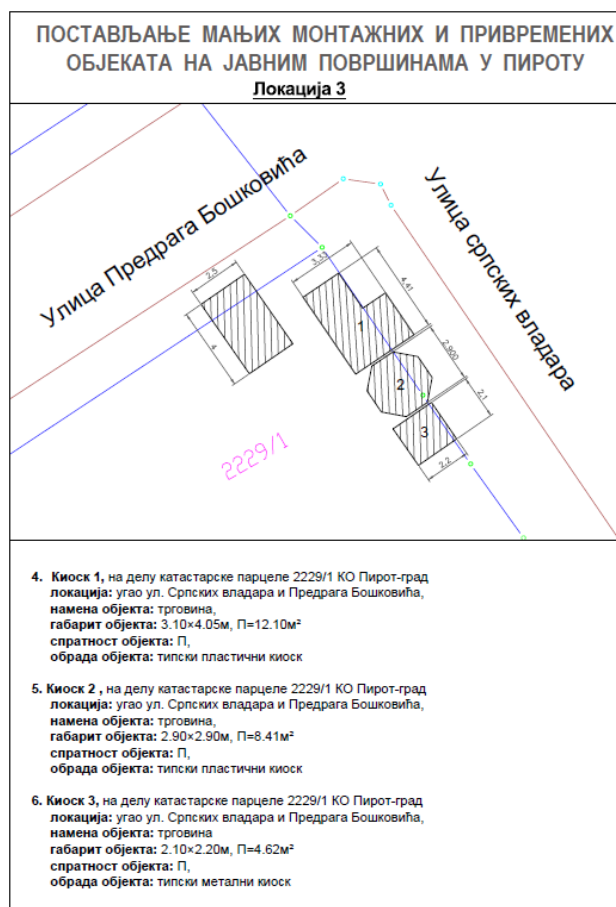 ПОСТАВЉАЊЕ МАЊИХ МОНТАЖНИХ И ПРИВРЕМЕНИХ
ОБЈЕКАТА НА ЈАВНИМ ПОВРШИНАМА У ПИРОТУ
Локација 3
Улица Предрага Бошковића
Улица српских владара
2,5
4
3,33
4,41
2,900
2,1
2,2
1
2
3
2229/1
4. Киоск 1, на делу катастарске парцеле 2229/1 КО Пирот-град
локација: угао ул. Српских владара и Предрага Бошковића,
намена објекта: трговина,
габарит објекта: 3.10×4.05м, П=12.10м²
спратност објекта: П,
обрада објекта: типски пластични киоск
5. Киоск 2 , на делу катастарске парцеле 2229/1 КО Пирот-град
локација: угао ул. Српских владара и Предрага Бошковића,
намена објекта: трговина,
габарит објекта: 2.90×2.90м, П=8.41м²
спратност објекта: П,
обрада објекта: типски пластични киоск
6. Киоск 3, на делу катастарске парцеле 2229/1 КО Пирот-град
локација: угао ул. Српских владара и Предрага Бошковића,
намена објекта: трговина
габарит објекта: 2.10×2.20м, П=4.62м²
спратност објекта: П,
обрада објекта: типски метални киоск